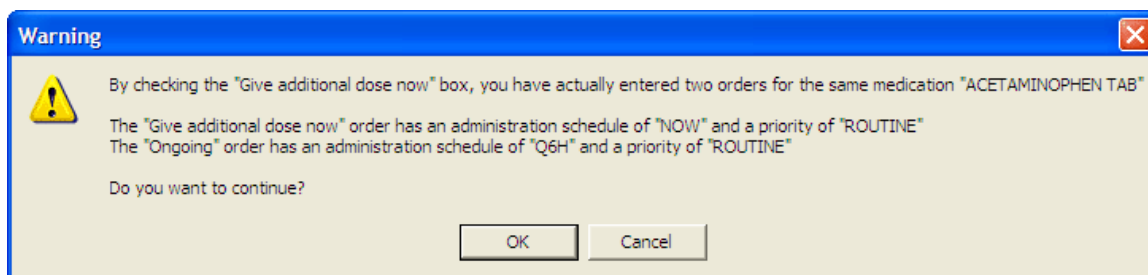 Warning
By checking the "Give additional dose now" box, you have actually entered two orders for the same medication "ACETAMINOPHEN TAB"
The "Give additional dose now" order has an administration schedule of "NOW" and a priority of "ROUTINE"
The "Ongoing" order has an administration schedule of "Q6H" and a priority of "ROUTINE"
Do you want to continue?
OK Cancel